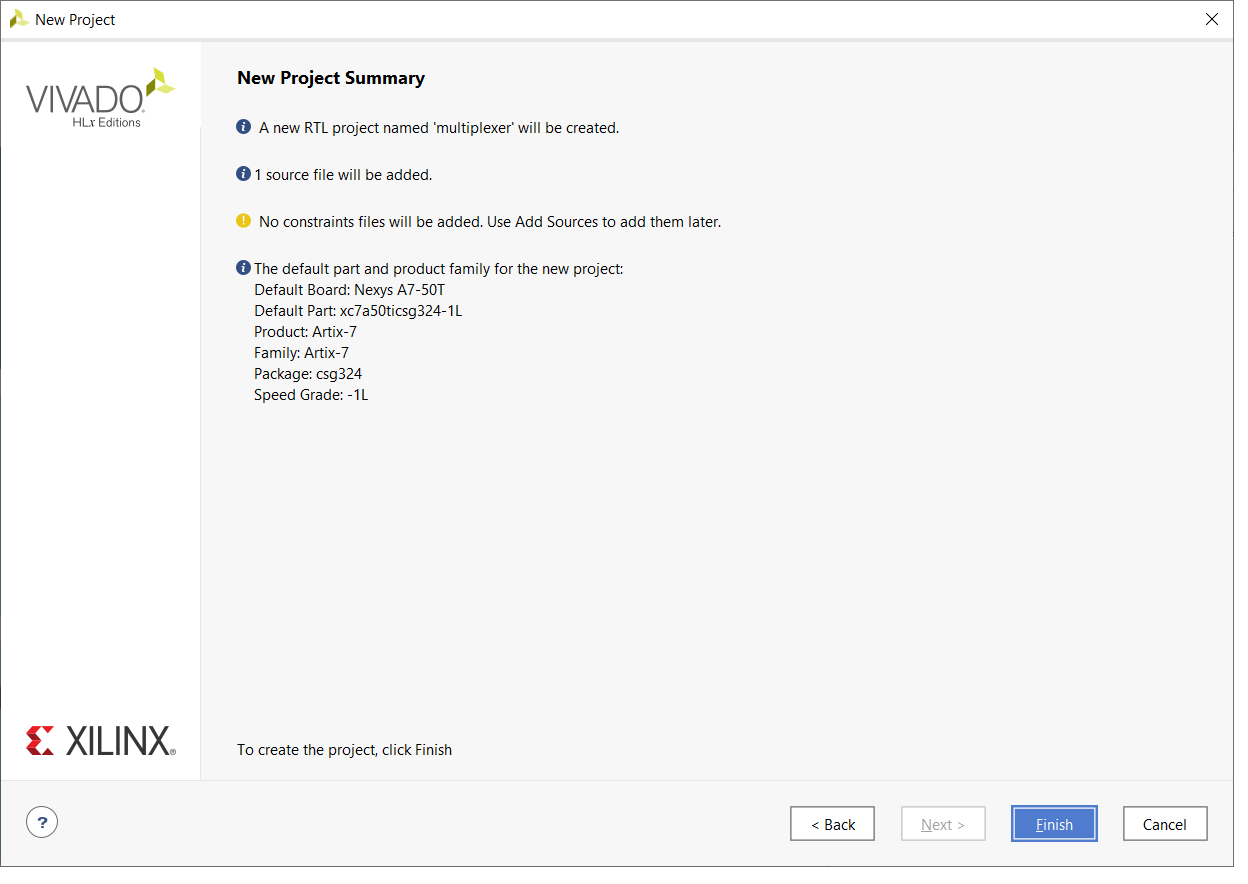 New Project
VIVADO
HLx Editions
New Project Summary
A new RTL project named 'multiplexer' will be created.
1 source file will be added.
No constraints files will be added. Use Add Sources to add them later.
The default part and product family for the new project:
Default Board: Nexys A7-50T
Default Part: xc7a50ticsg324-1L
Product: Artix-7
Family: Artix-7
Package: csg324
Speed Grade: -1L
XILINX®
To create the project, click Finish
?
< Back
Next >
Finish
Cancel